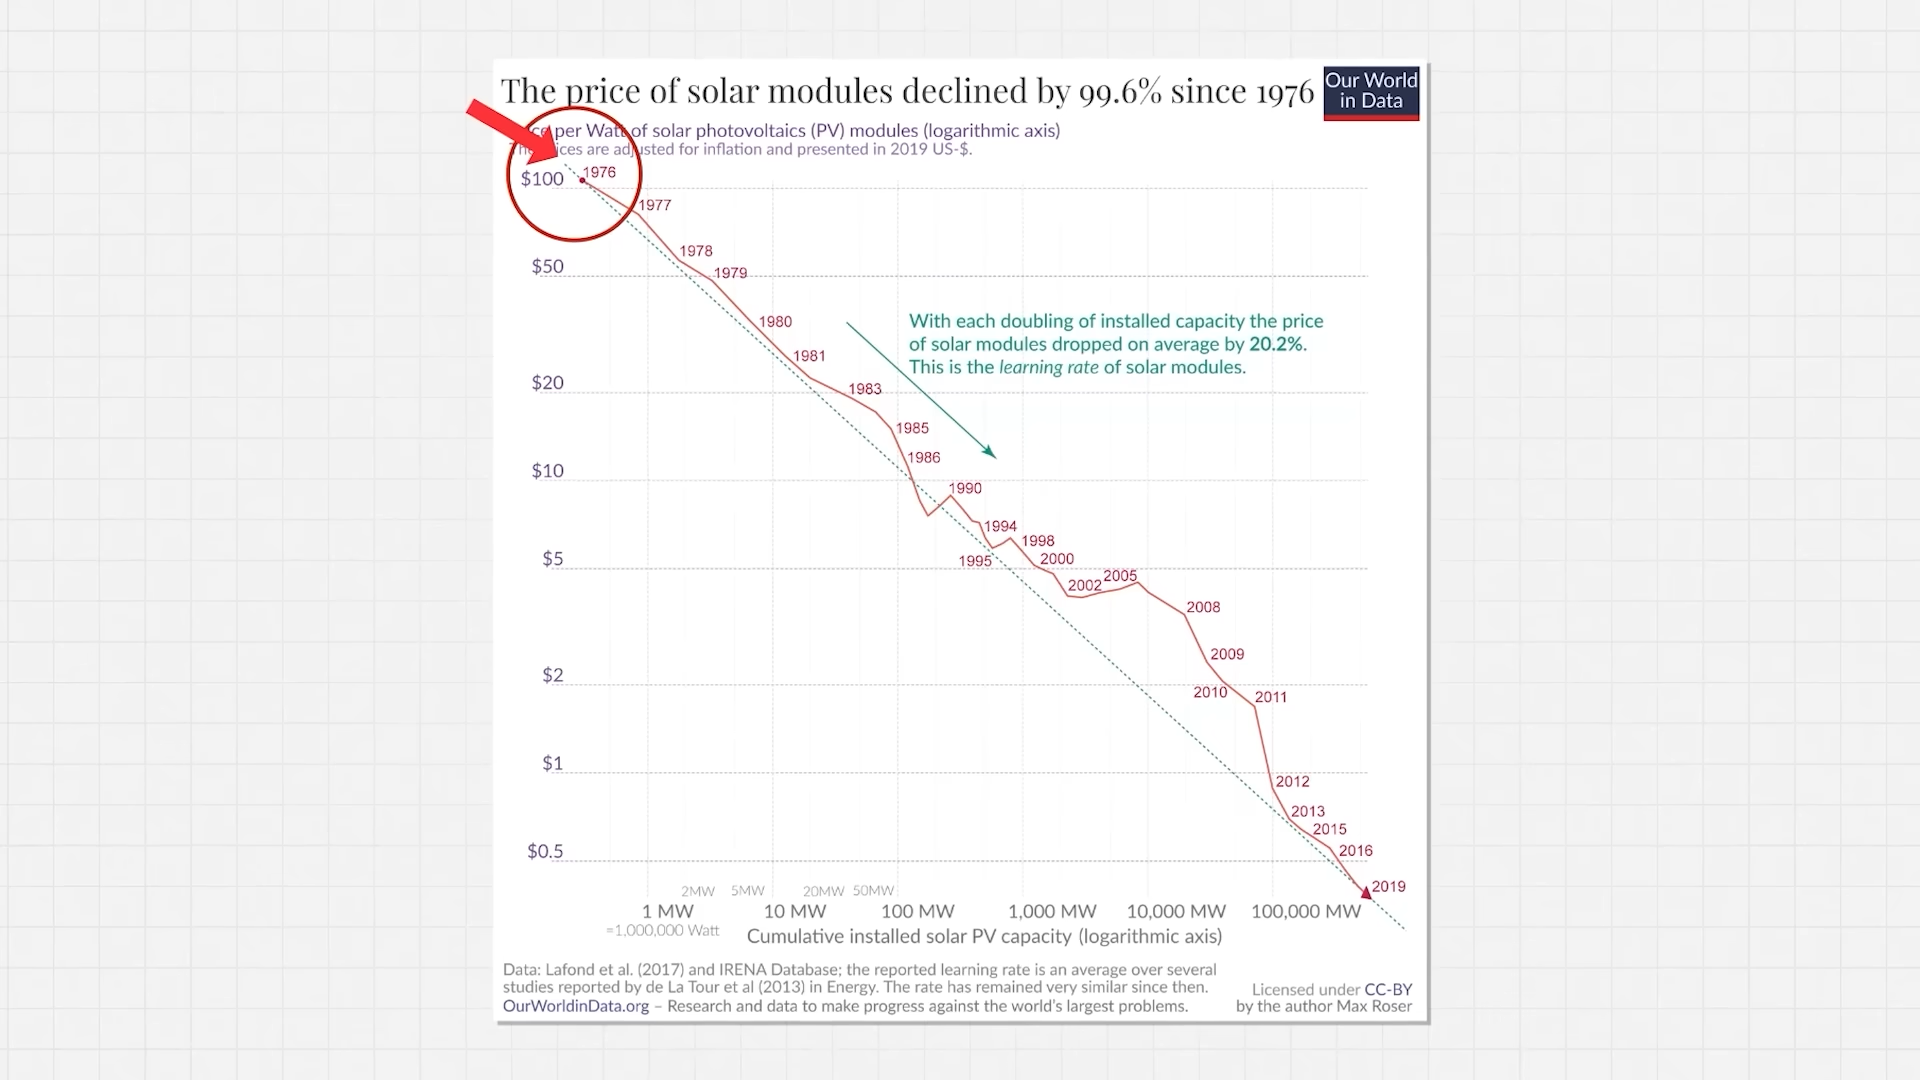 The price of solar modules declined by 99.6% since 1976
Our World
in Data
per Watt of solar photovoltaics (PV) modules (logarithmic axis)
are adjusted for inflation and presented in 2019 US-$.
$100
$50
$20
$10
$5
$2
$1
$0.5
1976
1977
1978
1979
1980
1981
1983
1985
1986
1990
1994
1995
1998
2000
2002
2005
2008
2009
2010
2011
2012
2013
2015
2016
2019
With each doubling of installed capacity the price
of solar modules dropped on average by 20.2%.
This is the learning rate of solar modules.
2MW
5MW
20MW
50MW
1 MW
10 MW
100 MW
1,000 MW
10,000 MW
100,000 MW
=1,000,000 Watt
Cumulative installed solar PV capacity (logarithmic axis)
Data: Lafond et al. (2017) and IRENA Database; the reported learning rate is an average over several
studies reported by de La Tour et al (2013) in Energy. The rate has remained very similar since then.
OurWorldinData.org – Research and data to make progress against the world's largest problems.
Licensed under CC-BY
by the author Max Roser